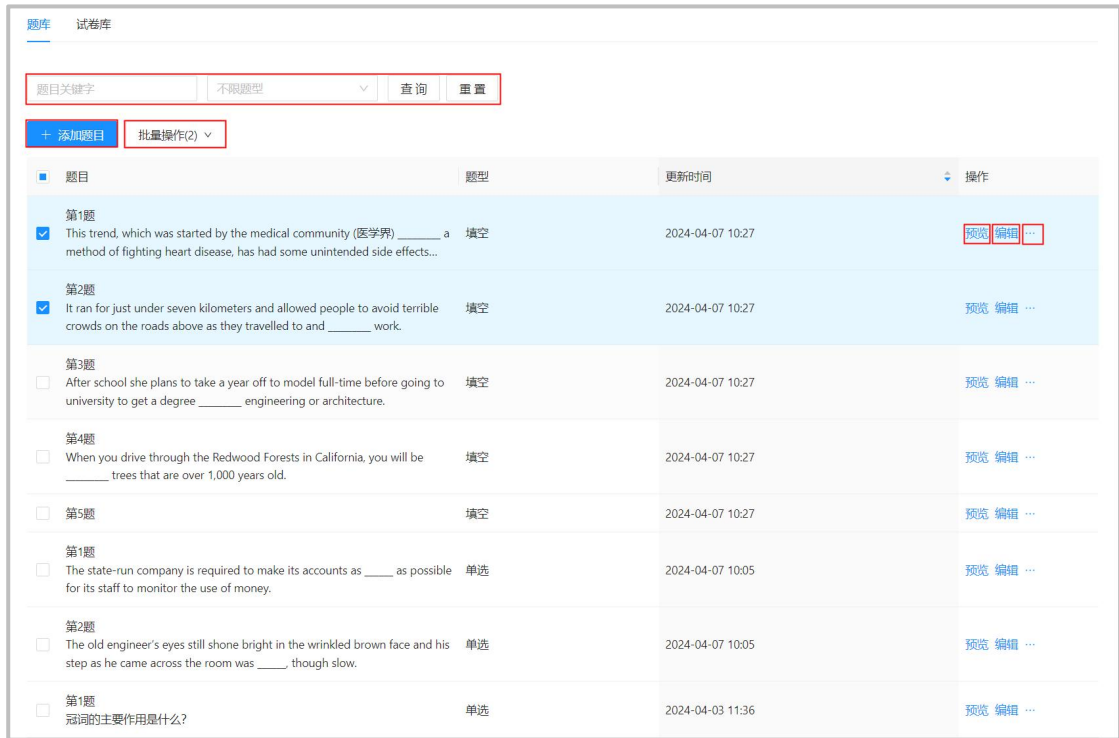 题库 试卷库
题目关键字 不限题型 查询 重置
+ 添加题目 批量操作(2)
题目 题型 更新时间 操作
第1题
This trend, which was started by the medical community (医学界) _______ a
method of fighting heart disease, has had some unintended side effects...
填空 2024-04-07 10:27 预览 编辑 ...
第2题
It ran for just under seven kilometers and allowed people to avoid terrible
crowds on the roads above as they travelled to and _______ work.
填空 2024-04-07 10:27 预览 编辑 ...
第3题
After school she plans to take a year off to model full-time before going to
university to get a degree _______ engineering or architecture.
填空 2024-04-07 10:27 预览 编辑 ...
第4题
When you drive through the Redwood Forests in California, you will be
_______ trees that are over 1,000 years old.
填空 2024-04-07 10:27 预览 编辑 ...
第5题 填空 2024-04-07 10:27 预览 编辑 ...
第1题
The state-run company is required to make its accounts as _____ as possible
for its staff to monitor the use of money.
单选 2024-04-07 10:05 预览 编辑 ...
第2题
The old engineer's eyes still shone bright in the wrinkled brown face and his
step as he came across the room was _____, though slow.
单选 2024-04-07 10:05 预览 编辑 ...
第1题
冠词的主要作用是什么?
单选 2024-04-03 11:36 预览 编辑 ...